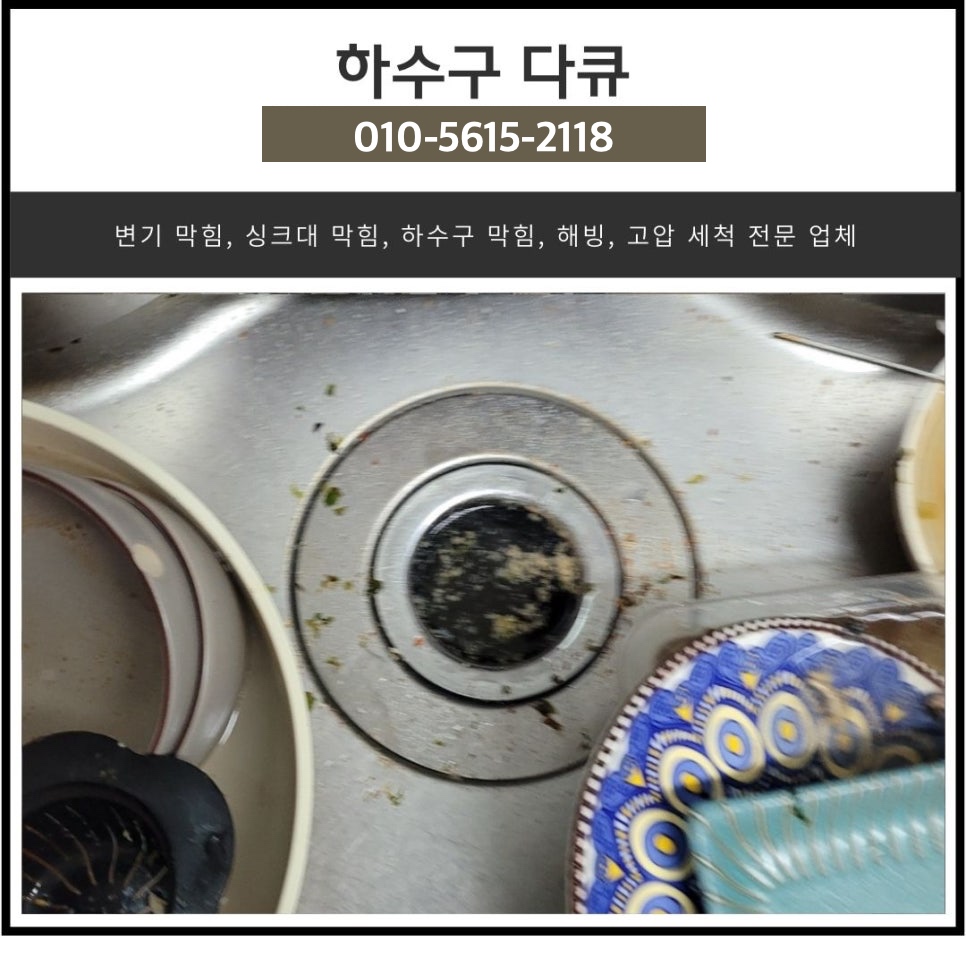 하수구 다큐
010-5615-2118
변기 막힘, 싱크대 막힘, 하수구 막힘, 해빙, 고압 세척 전문 업체